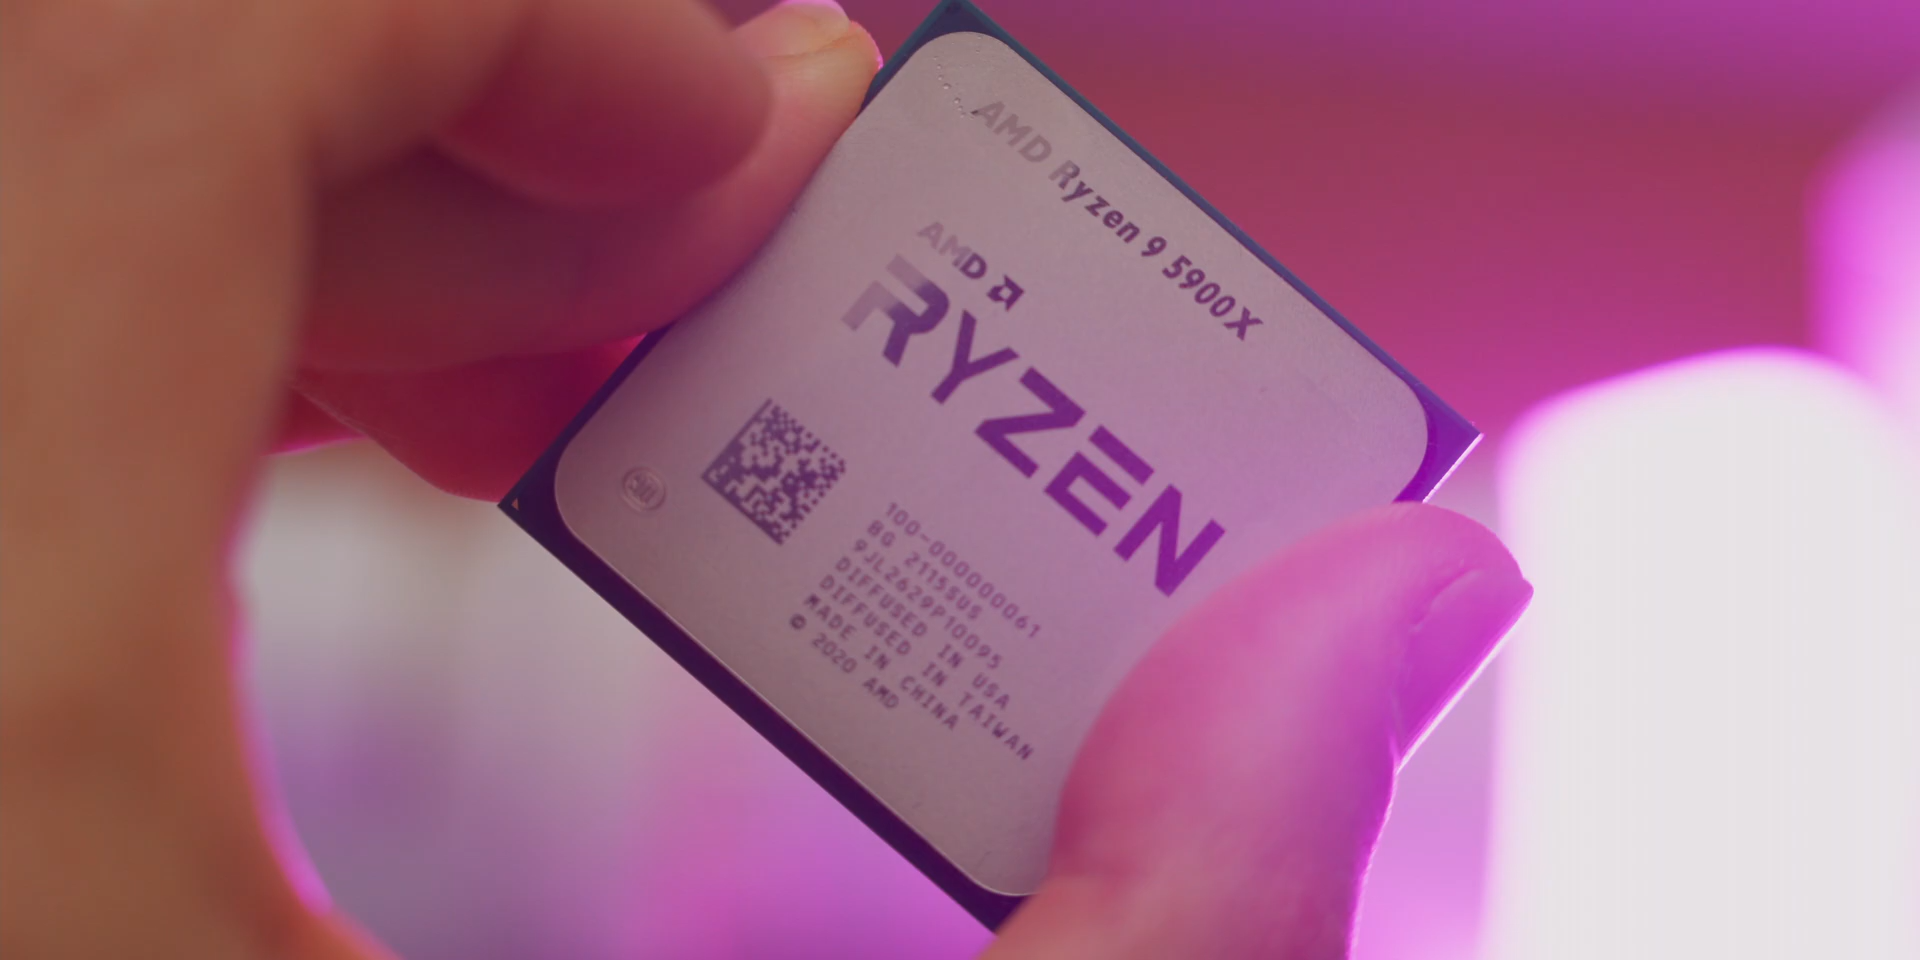 AMD Ryzen 9 5900X
AMD
RYZEN
100-000000061
BG 2115SUS
9JL2629P10095
DIFFUSED IN USA
DIFFUSED IN TAIWAN
MADE IN CHINA
© 2020 AMD